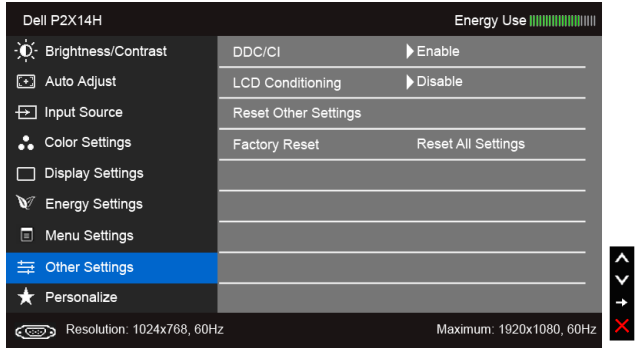 Dell P2X14H Energy Use
Brightness/Contrast DDC/CI Enable
Auto Adjust LCD Conditioning Disable
Input Source Reset Other Settings
Color Settings Factory Reset Reset All Settings
Display Settings
Energy Settings
Menu Settings
Other Settings
Personalize
Resolution: 1024x768, 60Hz Maximum: 1920x1080, 60Hz